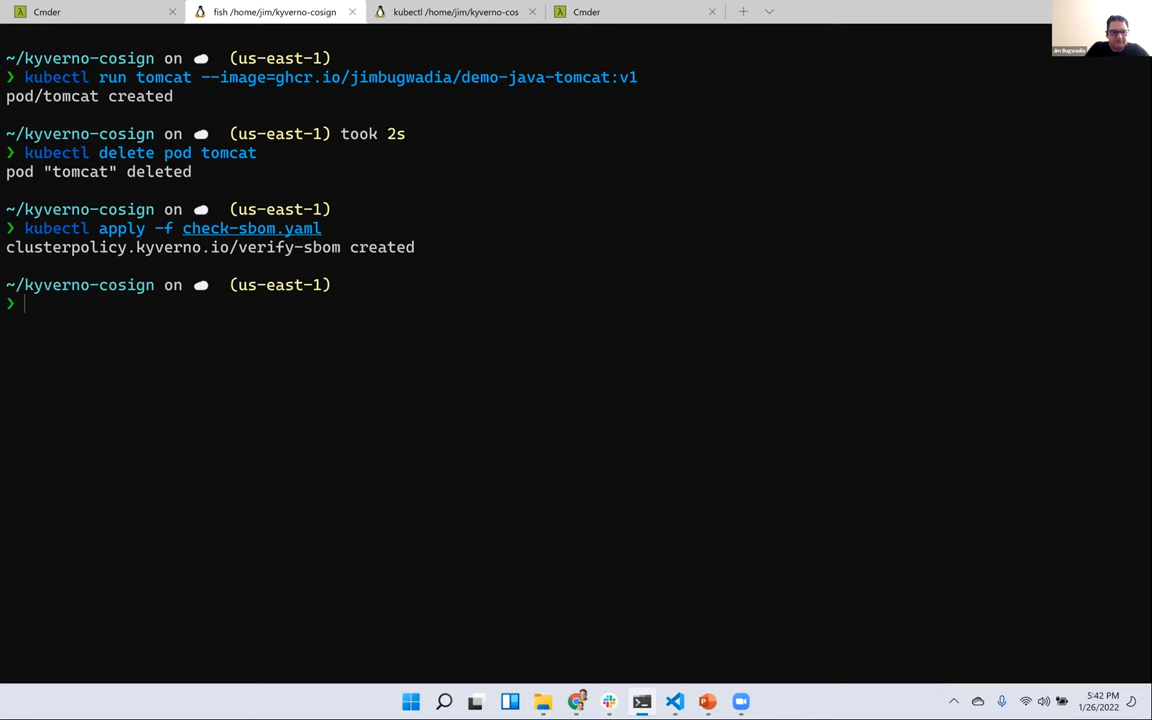 Cmder
fish /home/jim/kyverno-cosign
kubectl /home/jim/kyverno-cos
Cmder
Jim Bugwadia
~/kyverno-cosign on (us-east-1)
❯ kubectl run tomcat --image=ghcr.io/jimbugwadia/demo-java-tomcat:v1
pod/tomcat created
~/kyverno-cosign on (us-east-1) took 2s
❯ kubectl delete pod tomcat
pod "tomcat" deleted
~/kyverno-cosign on (us-east-1)
❯ kubectl apply -f check-sbom.yaml
clusterpolicy.kyverno.io/verify-sbom created
~/kyverno-cosign on (us-east-1)
❯
5:42 PM
1/26/2022